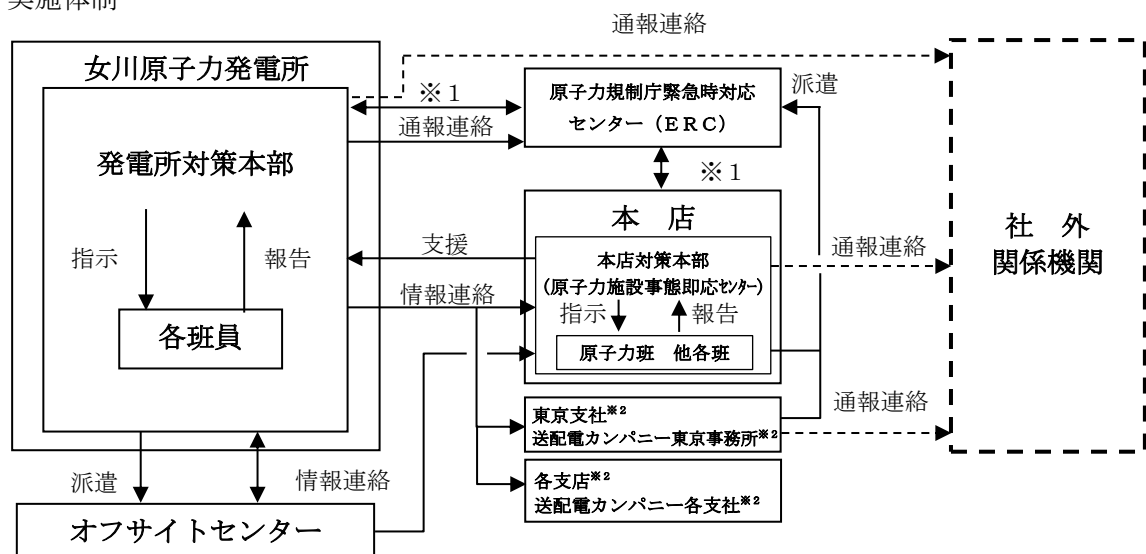 実施体制
通報連絡
女川原子力発電所
※１
原子力規制庁緊急時対応
センター（ＥＲＣ）
派遣
通報連絡
発電所対策本部
※１
本　店
社　外
関係機関
指示
報告
支援
本店対策本部
(原子力施設事態即応ｾﾝﾀｰ)
通報連絡
情報連絡
指示
報告
各班員
原子力班　他各班
東京支社※2
送配電カンパニー東京事務所※2
通報連絡
派遣
情報連絡
各支店※2
送配電カンパニー各支社※2
オフサイトセンター